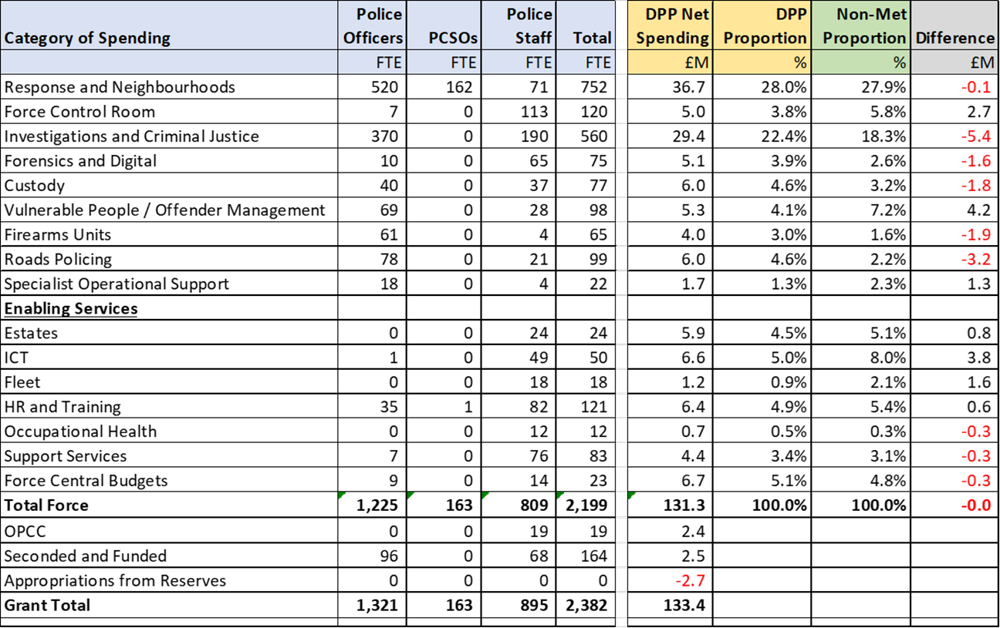 Category of Spending Police Officers PCSOs Police Staff Total DPP Net Spending DPP Proportion Non-Met Proportion Difference
FTE FTE FTE FTE £M % % £M
Response and Neighbourhoods 520 162 71 752 36.7 28.0% 27.9% -0.1
Force Control Room 7 0 113 120 5.0 3.8% 5.8% 2.7
Investigations and Criminal Justice 370 0 190 560 29.4 22.4% 18.3% -5.4
Forensics and Digital 10 0 65 75 5.1 3.9% 2.6% -1.6
Custody 40 0 37 77 6.0 4.6% 3.2% -1.8
Vulnerable People / Offender Management 69 0 28 98 5.3 4.1% 7.2% 4.2
Firearms Units 61 0 4 65 4.0 3.0% 1.6% -1.9
Roads Policing 78 0 21 99 6.0 4.6% 2.2% -3.2
Specialist Operational Support 18 0 4 22 1.7 1.3% 2.3% 1.3
Enabling Services
Estates 0 0 24 24 5.9 4.5% 5.1% 0.8
ICT 1 0 49 50 6.6 5.0% 8.0% 3.8
Fleet 0 0 18 18 1.2 0.9% 2.1% 1.6
HR and Training 35 1 82 121 6.4 4.9% 5.4% 0.6
Occupational Health 0 0 12 12 0.7 0.5% 0.3% -0.3
Support Services 7 0 76 83 4.4 3.4% 3.1% -0.3
Force Central Budgets 9 0 14 23 6.7 5.1% 4.8% -0.3
Total Force 1,225 163 809 2,199 131.3 100.0% 100.0% -0.0
OPCC 0 0 19 19 2.4
Seconded and Funded 96 0 68 164 2.5
Appropriations from Reserves 0 0 0 0 -2.7
Grant Total 1,321 163 895 2,382 133.4